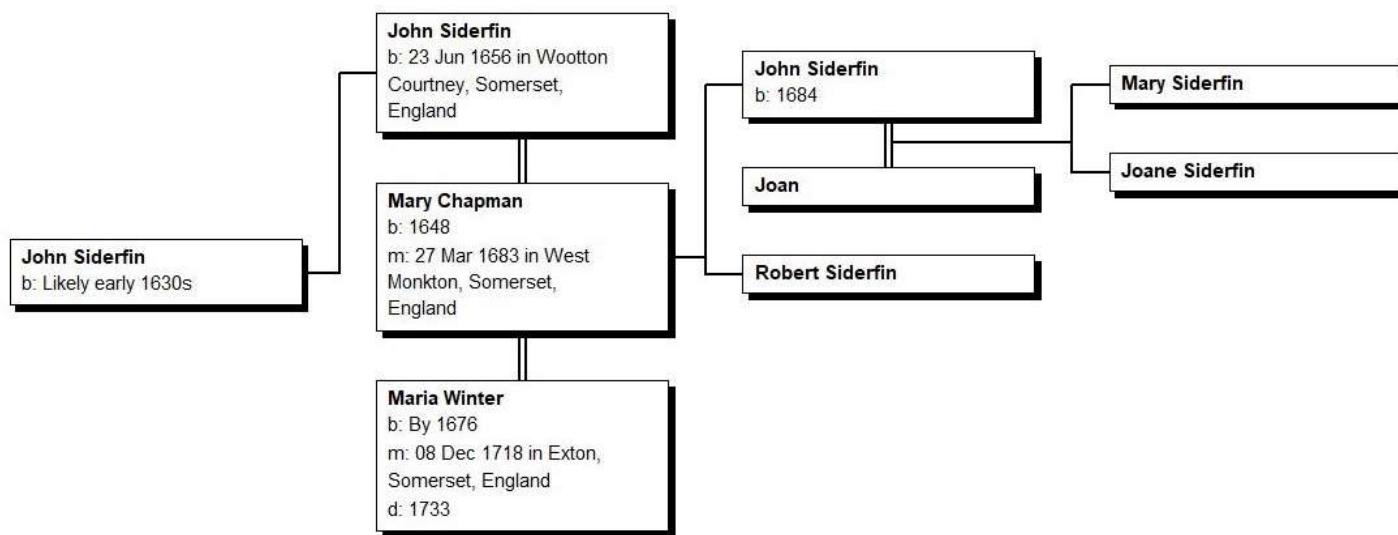 John Siderfin
b: Likely early 1630s
John Siderfin
b: 23 Jun 1656 in Wootton
Courtney, Somerset,
England
Mary Chapman
b: 1648
m: 27 Mar 1683 in West
Monkton, Somerset,
England
Maria Winter
b: By 1676
m: 08 Dec 1718 in Exton,
Somerset, England
d: 1733
John Siderfin
b: 1684
Joan
Robert Siderfin
Mary Siderfin
Joane Siderfin